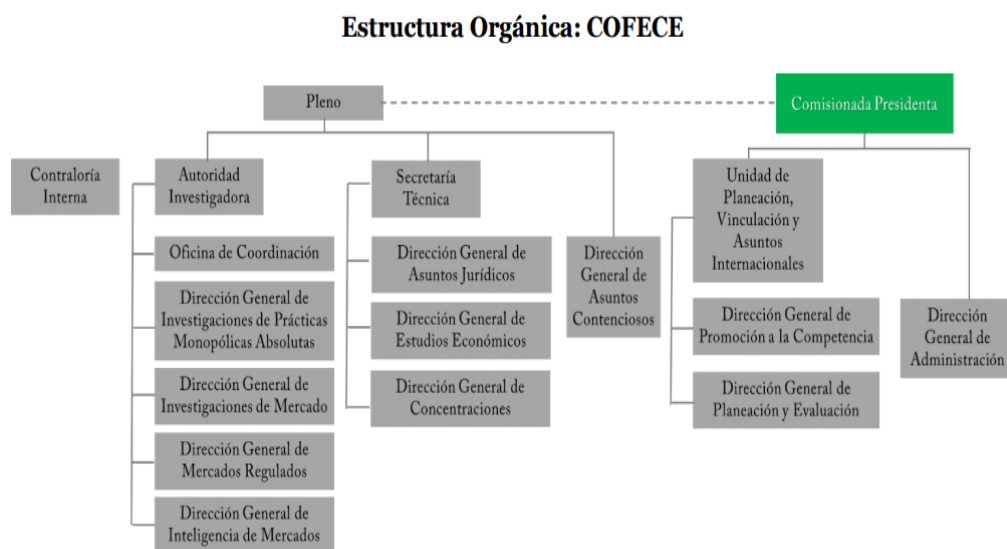 Estructura Orgánica: COFECE
Pleno
Comisionada Presidenta
Contraloría
Interna
Autoridad
Investigadora
Oficina de Coordinación
Dirección General de
Investigaciones de Prácticas
Monopólicas Absolutas
Dirección General de
Investigaciones de Mercado
Dirección General de
Mercados Regulados
Dirección General de
Inteligencia de Mercados
Secretaría
Técnica
Dirección General de
Asuntos Jurídicos
Dirección General de
Estudios Económicos
Dirección General de
Concentraciones
Dirección
General de
Asuntos
Contenciosos
Unidad de
Planeación,
Vinculación y
Asuntos
Internacionales
Dirección General de
Promoción a la Competencia
Dirección General de
Planeación y Evaluación
Dirección
General de
Administración